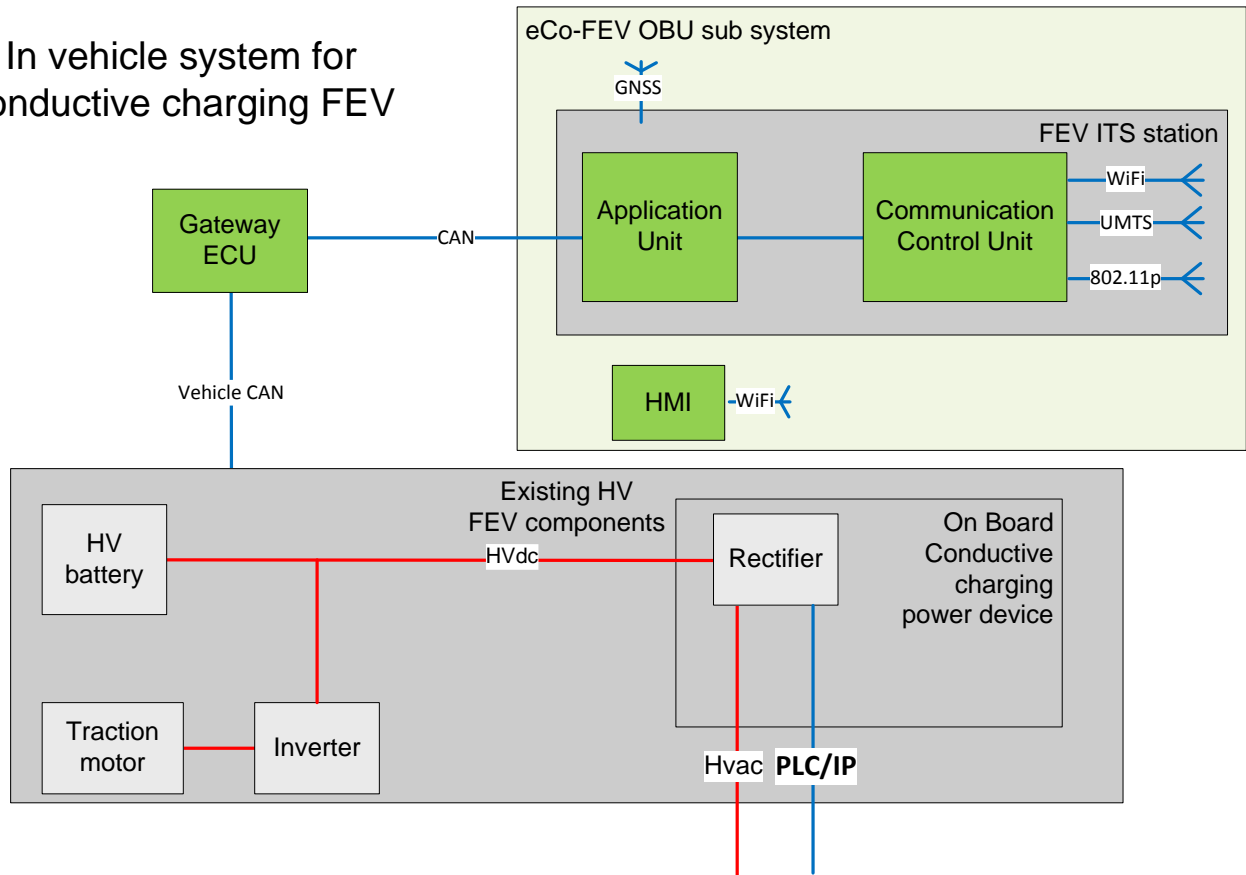 In vehicle system for
onductive charging FEV
eCo-FEV OBU sub system
GNSS
FEV ITS station
Gateway
ECU
CAN
Application
Unit
Communication
Control Unit
WiFi
UMTS
802.11p
Vehicle CAN
HMI
WiFi
Existing HV
FEV components
HV
battery
HVdc
Rectifier
On Board
Conductive
charging
power device
Traction
motor
Inverter
Hvac
PLC/IP